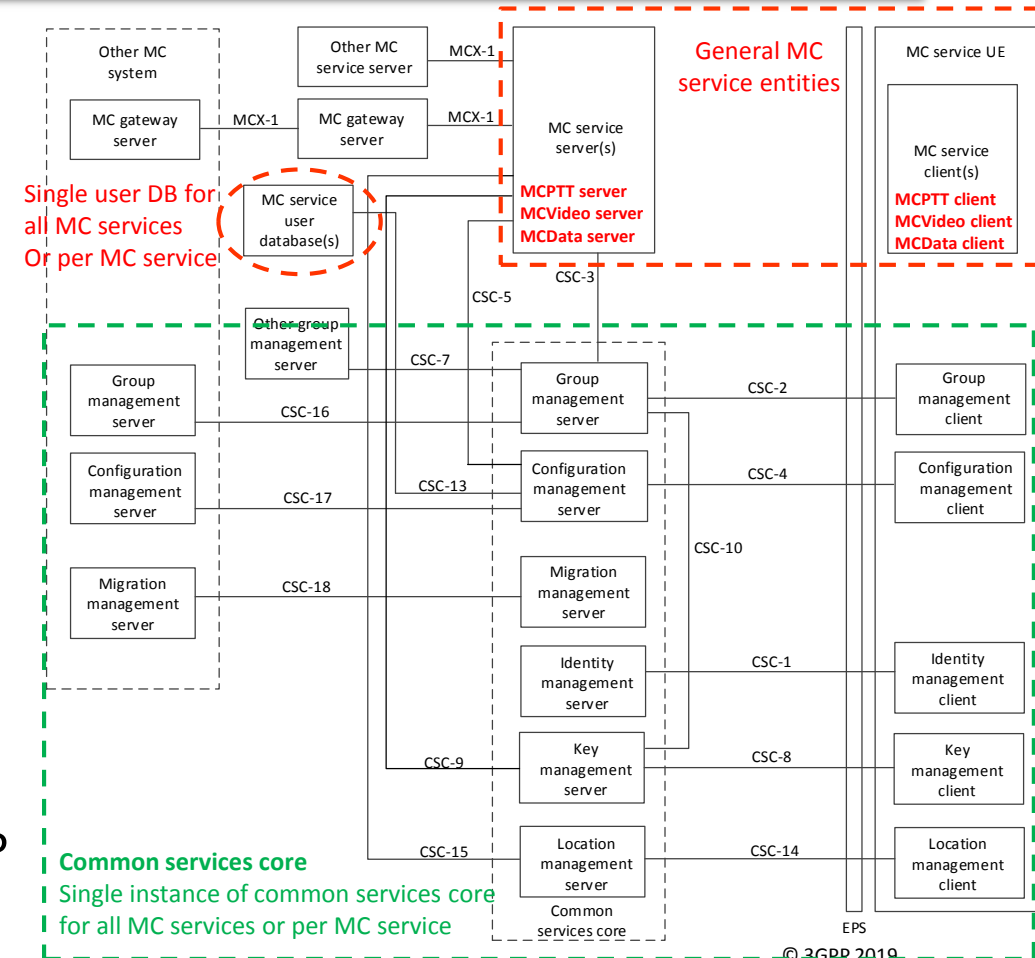 Other MC
system
Other MC
service server
MCX-1
General MC
service entities
MC service UE
MC gateway
server
MCX-1
MC gateway
server
MCX-1
MC service
server(s)
MCPTT server
MCVideo server
MCData server
MC service
client(s)
MCPTT client
MCVideo client
MCData client
Single user DB for
all MC services
Or per MC service
MC service
user
database(s)
CSC-3
CSC-5
Other group
management
server
CSC-7
Group
management
server
CSC-16
Group
management
server
CSC-2
Group
management
client
Configuration
management
server
CSC-17
CSC-13
Configuration
management
server
CSC-4
Configuration
management
client
CSC-10
Migration
management
server
CSC-18
Migration
management
server
Identity
management
server
CSC-1
Identity
management
client
CSC-9
Key
management
server
CSC-8
Key
management
client
CSC-15
Location
management
server
CSC-14
Location
management
client
Common services core
Single instance of common services core
for all MC services or per MC service
Common
services core
EPS
© 3GPP 2019